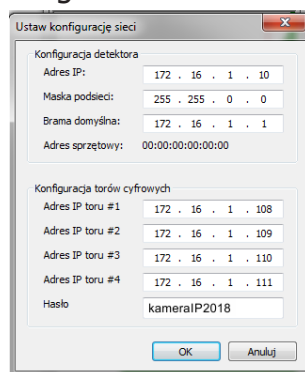 Ustaw konfigurację sieci
Konfiguracja detektora
Adres IP: 172 . 16 . 1 . 10
Maska podsieci: 255 . 255 . 0 . 0
Brama domyślna: 172 . 16 . 1 . 1
Adres sprzętowy: 00:00:00:00:00:00
Konfiguracja torów cyfrowych
Adres IP toru #1 172 . 16 . 1 . 108
Adres IP toru #2 172 . 16 . 1 . 109
Adres IP toru #3 172 . 16 . 1 . 110
Adres IP toru #4 172 . 16 . 1 . 111
Hasło kameraIP2018
OK Anuluj